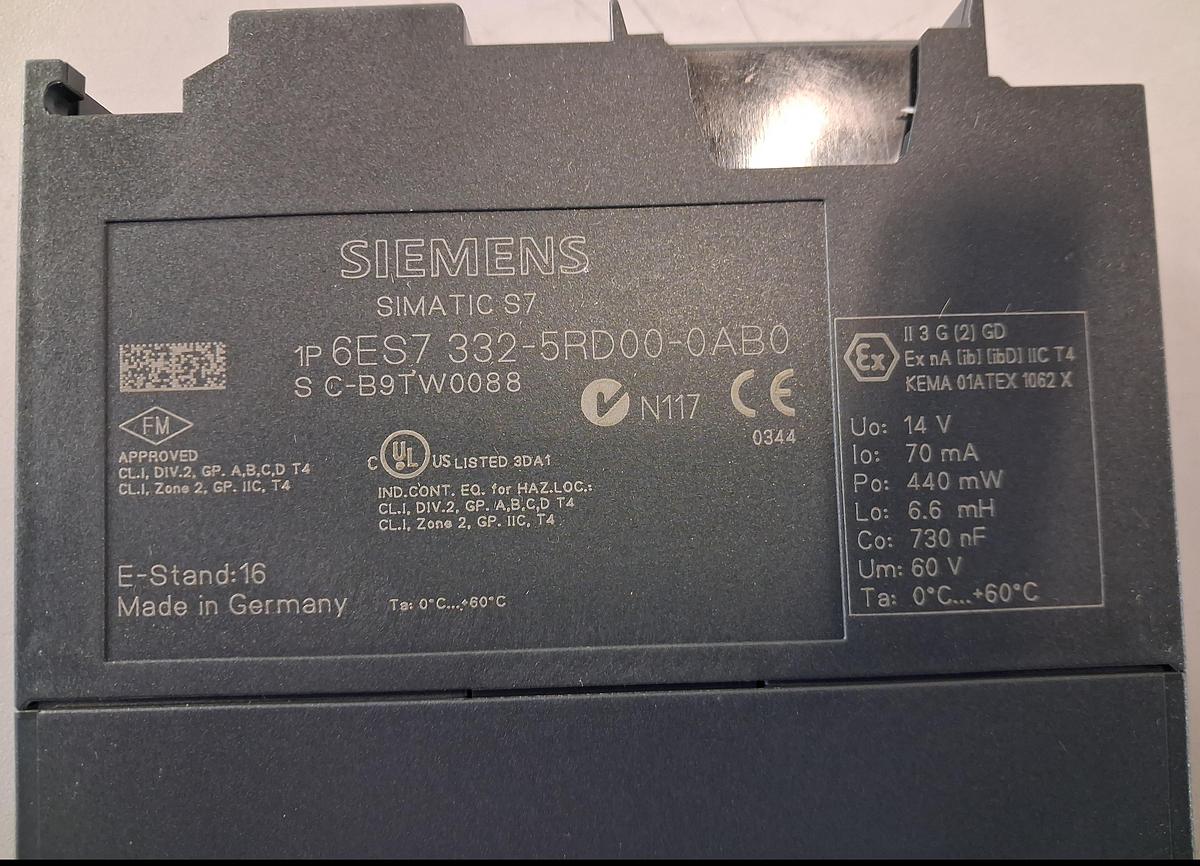 SIEMENS
SIMATIC S7
1P 6ES7 332-5RD00-0AB0
S C-B9TW0088
N117
CE
0344
FM
APPROVED
CL.I, DIV.2, GP. A,B,C,D T4
CL.I, Zone 2, GP. IIC, T4
C UL US LISTED 3DA1
IND.CONT. EQ. for HAZ.LOC.:
CL.I, DIV.2, GP. A,B,C,D T4
CL.I, Zone 2, GP. IIC, T4
E-Stand:16
Made in Germany
Ta: 0°C...+60°C
Ex
II 3 G (2) GD
Ex nA [ib] [ibD] IIC T4
KEMA 01ATEX 1062 X
Uo: 14 V
Io: 70 mA
Po: 440 mW
Lo: 6.6 mH
Co: 730 nF
Um: 60 V
Ta: 0°C...+60°C